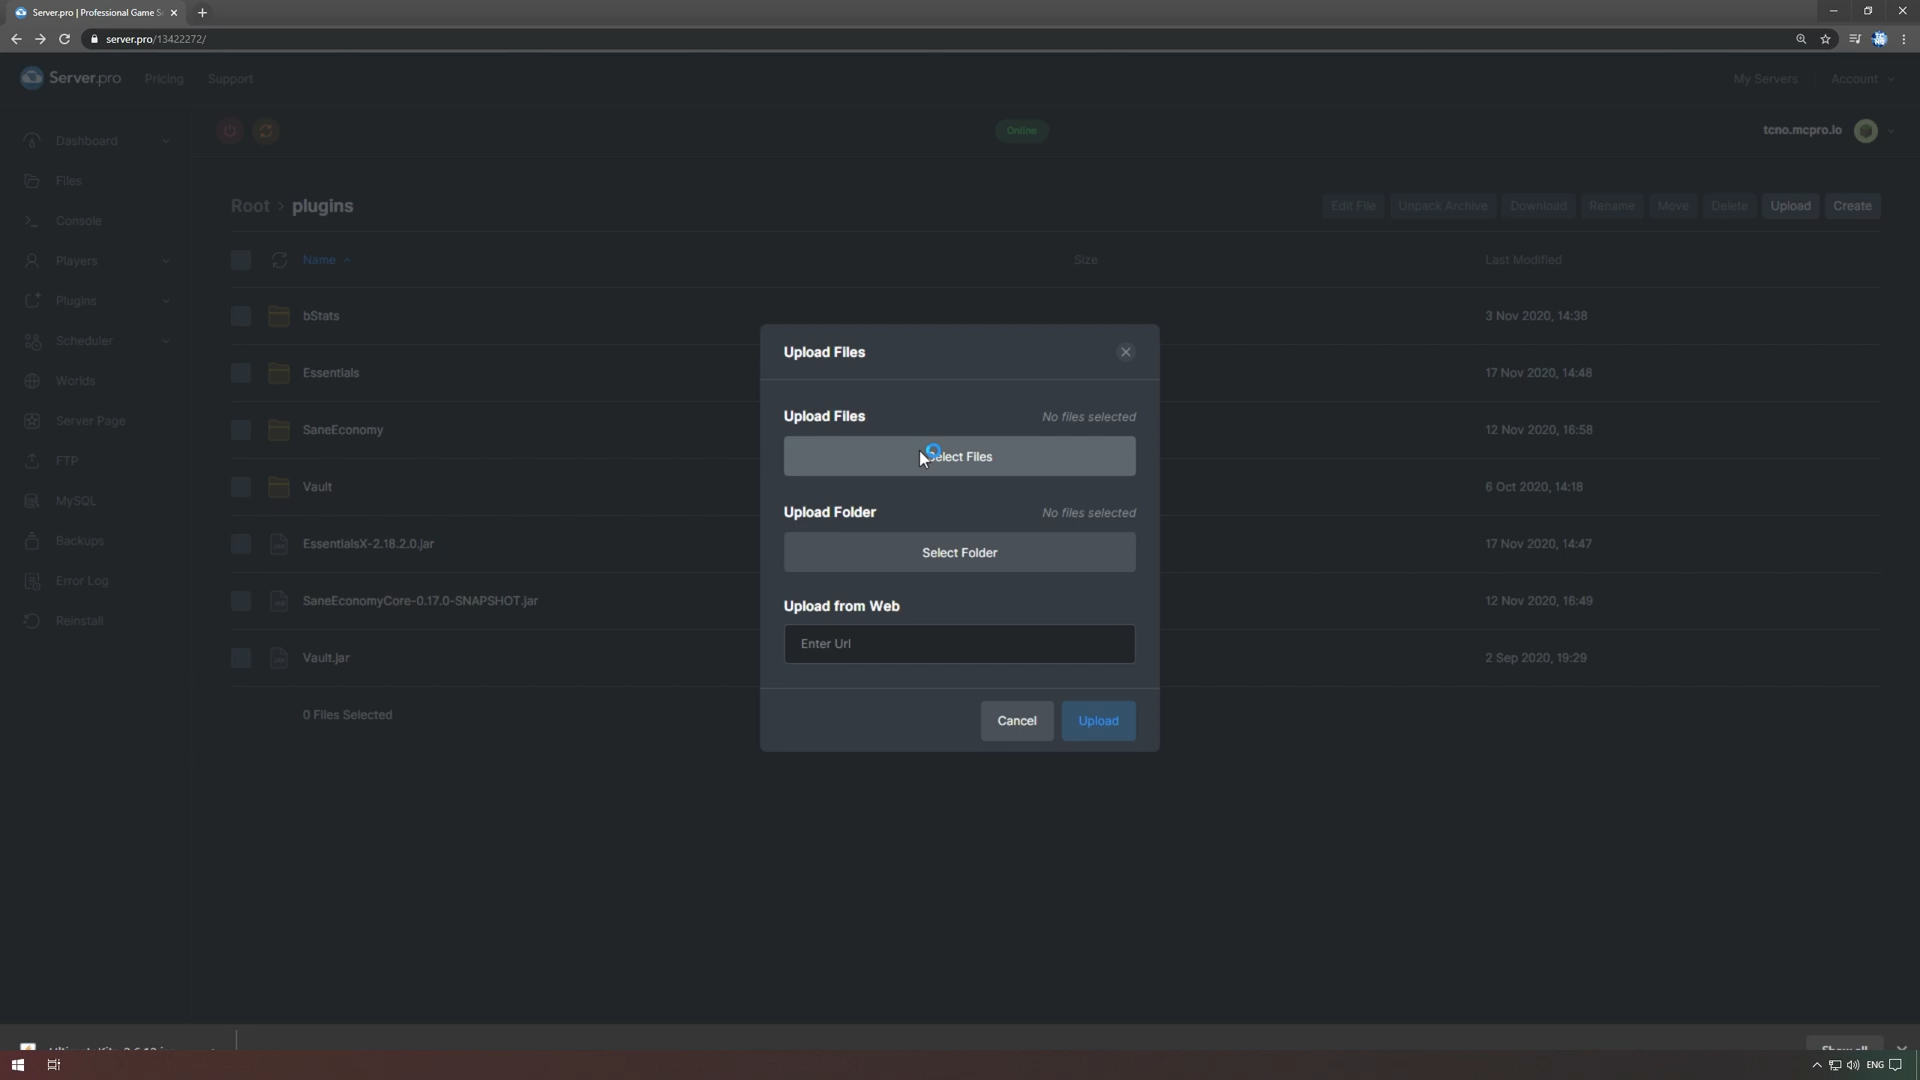 Server.pro | Professional Game S
server.pro/13422272/
Server.pro Pricing Support My Servers Account
Dashboard
Files
Console
Players
Plugins
Scheduler
Worlds
Server Page
FTP
MySQL
Backups
Error Log
Reinstall
Online
tcno.mcpro.io
Root > plugins
Edit File Unpack Archive Download Rename Move Delete Upload Create
Name Size Last Modified
bStats 3 Nov 2020, 14:38
Essentials 17 Nov 2020, 14:48
SaneEconomy 12 Nov 2020, 16:58
Vault 6 Oct 2020, 14:18
EssentialsX-2.18.2.0.jar 17 Nov 2020, 14:47
SaneEconomyCore-0.17.0-SNAPSHOT.jar 12 Nov 2020, 16:49
Vault.jar 2 Sep 2020, 19:29
0 Files Selected
Upload Files
Upload Files No files selected
Select Files
Upload Folder No files selected
Select Folder
Upload from Web
Enter Url
Cancel Upload
Show all
ENG